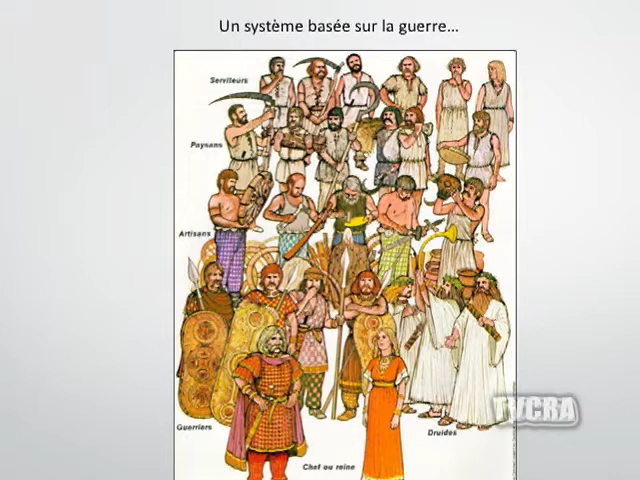 Un système basée sur la guerre…
Serviteurs
Paysans
Artisans
Guerriers
Druides
Chef ou reine
TVCRA